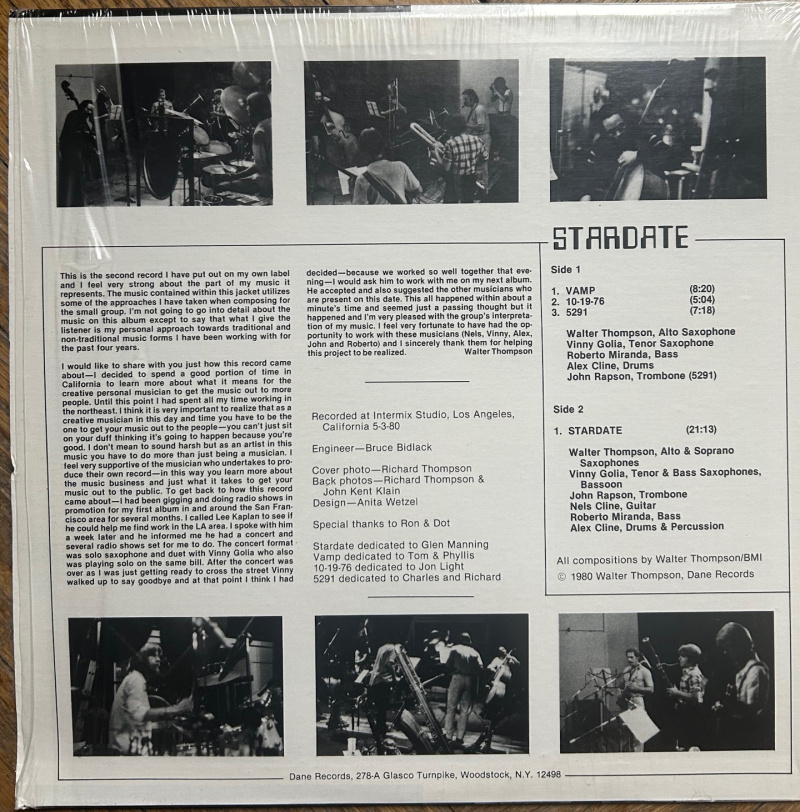 STARDATE
This is the second record I have put out on my own label
and I feel very strong about the part of my music it
represents. The music contained within this jacket utilizes
some of the approaches I have taken when composing for
the small group. I'm not going to go into detail about the
music on this album except to say that what I give the
listener is my personal approach towards traditional and
non-traditional music forms I have been working with for
the past four years.
I would like to share with you just how this record came
about—I decided to spend a good portion of time in
California to learn more about what it means for the
creative personal musician to get the music out to more
people. Until this point I had spent all my time working in
the northeast. I think it is very important to realize that as a
creative musician in this day and time you have to be the
one to get your music out to the people—you can't just sit
on your duff thinking it's going to happen because you're
good. I don't mean to sound harsh but as an artist in this
music you have to do more than just being a musician. I
feel very supportive of the musician who undertakes to pro-
duce their own record—in this way you learn more about
the music business and just what it takes to get your
music out to the public. To get back to how this record
came about—I had been gigging and doing radio shows in
promotion for my first album in and around the San Fran-
cisco area for several months. I called Lee Kaplan to see if
he could help me find work in the LA area. I spoke with him
a week later and he informed me he had a concert and
several radio shows set for me to do. The concert format
was solo saxophone and duet with Vinny Golia who also
was playing solo on the same bill. After the concert was
over as I was just getting ready to cross the street Vinny
walked up to say goodbye and at that point I think I had
decided—because we worked so well together that eve-
ning—I would ask him to work with me on my next album.
He accepted and also suggested the other musicians who
are present on this date. This all happened within about a
minute's time and seemed just a passing thought but it
happened and I'm very pleased with the group's interpreta-
tion of my music. I feel very fortunate to have had the op-
portunity to work with these musicians (Nels, Vinny, Alex,
John and Roberto) and I sincerely thank them for helping
this project to be realized. Walter Thompson
Recorded at Intermix Studio, Los Angeles,
California 5-3-80
Engineer—Bruce Bidlack
Cover photo—Richard Thompson
Back photos—Richard Thompson &
John Kent Klain
Design—Anita Wetzel
Special thanks to Ron & Dot
Stardate dedicated to Glen Manning
Vamp dedicated to Tom & Phyllis
10-19-76 dedicated to Jon Light
5291 dedicated to Charles and Richard
Side 1
1. VAMP (8:20)
2. 10-19-76 (5:04)
3. 5291 (7:18)
Walter Thompson, Alto Saxophone
Vinny Golia, Tenor Saxophone
Roberto Miranda, Bass
Alex Cline, Drums
John Rapson, Trombone (5291)
Side 2
1. STARDATE (21:13)
Walter Thompson, Alto & Soprano
Saxophones
Vinny Golia, Tenor & Bass Saxophones,
Bassoon
John Rapson, Trombone
Nels Cline, Guitar
Roberto Miranda, Bass
Alex Cline, Drums & Percussion
All compositions by Walter Thompson/BMI
© 1980 Walter Thompson, Dane Records
Dane Records, 278-A Glasco Turnpike, Woodstock, N.Y. 12498